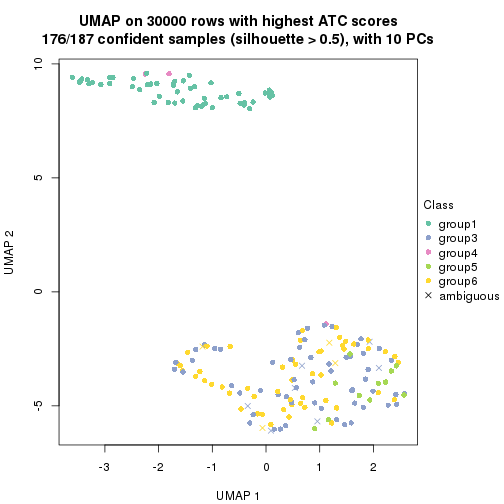 UMAP on 30000 rows with highest ATC scores
176/187 confident samples (silhouette > 0.5), with 10 PCs
10
5
0
-5
UMAP 2
-3
-2
-1
0
1
2
UMAP 1
Class
group1
group3
group4
group5
group6
ambiguous